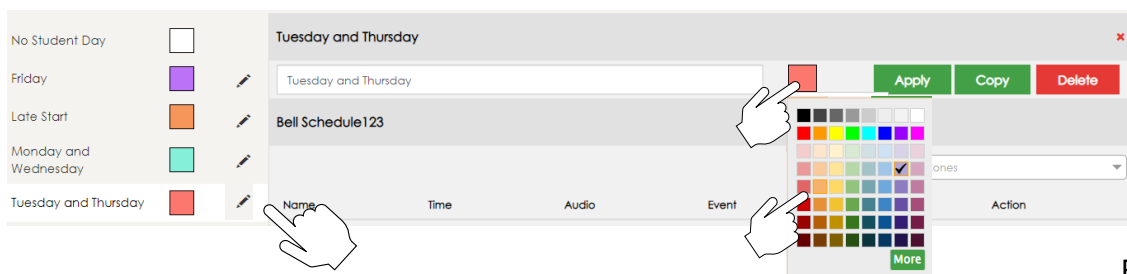 No Student Day
Friday
Late Start
Monday and
Wednesday
Tuesday and Thursday
Tuesday and Thursday
Tuesday and Thursday
Apply
Copy
Delete
Bell Schedule123
ones
Name
Time
Audio
Event
Action
More